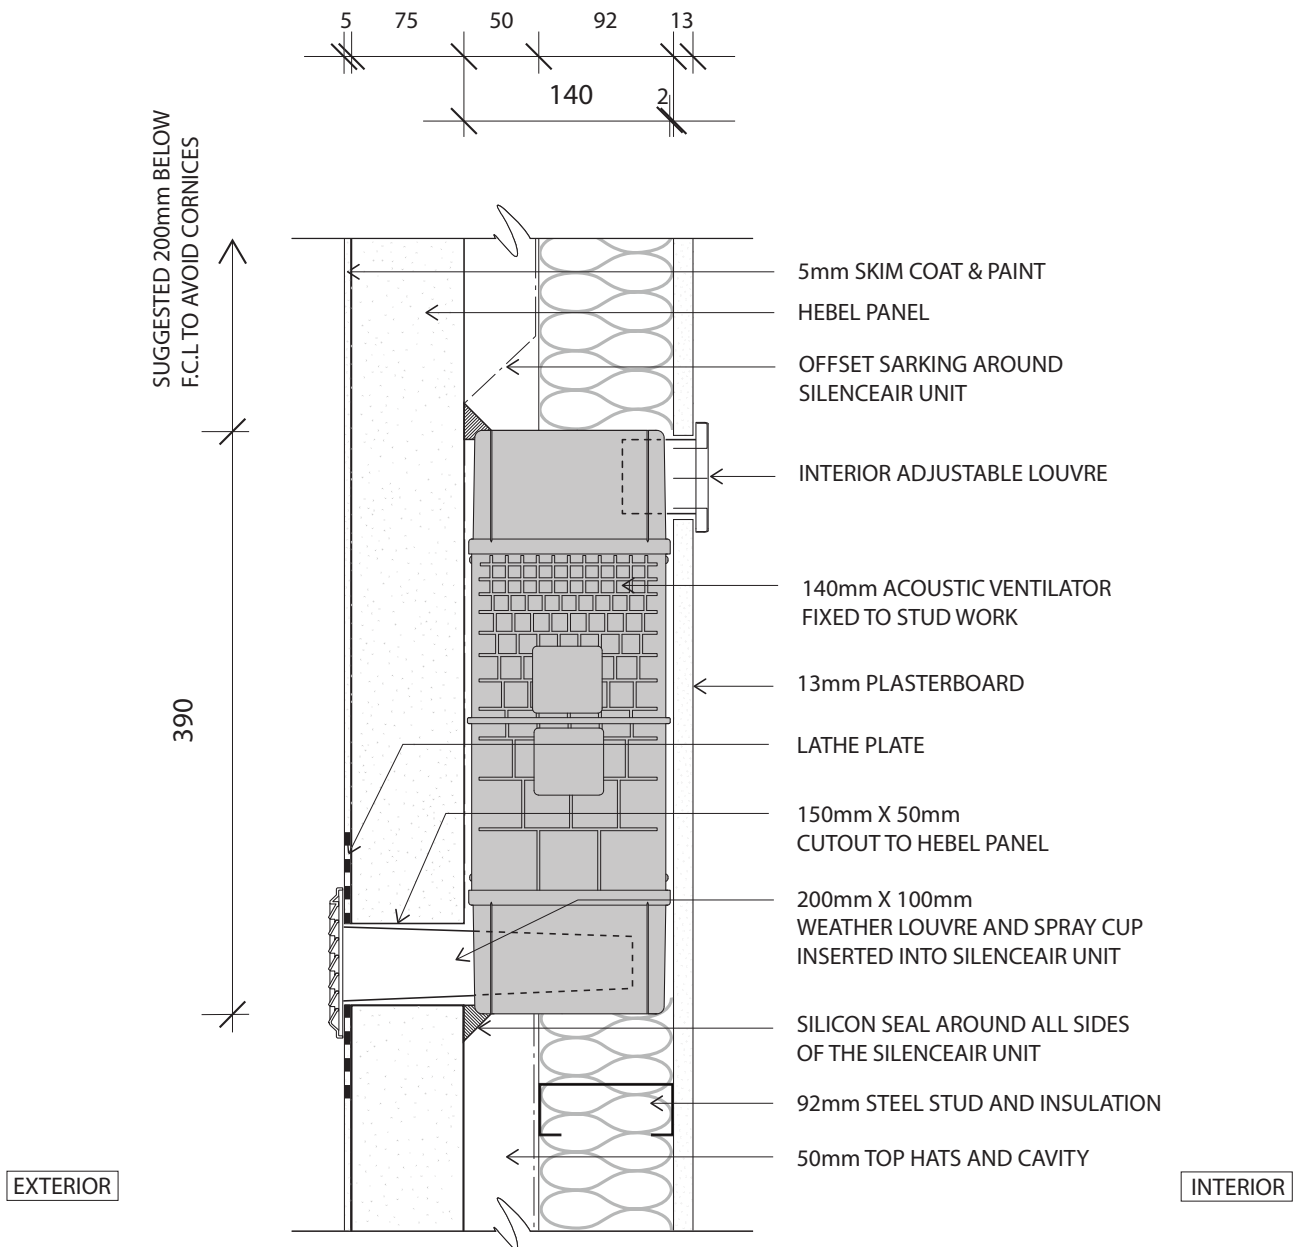 5 75 50 92 13
140 2
SUGGESTED 200mm BELOW
F.C.L TO AVOID CORNICES
5mm SKIM COAT & PAINT
HEBEL PANEL
OFFSET SARKING AROUND
SILENCEAIR UNIT
INTERIOR ADJUSTABLE LOUVRE
140mm ACOUSTIC VENTILATOR
FIXED TO STUD WORK
13mm PLASTERBOARD
390
LATHE PLATE
150mm X 50mm
CUTOUT TO HEBEL PANEL
200mm X 100mm
WEATHER LOUVRE AND SPRAY CUP
INSERTED INTO SILENCEAIR UNIT
SILICON SEAL AROUND ALL SIDES
OF THE SILENCEAIR UNIT
92mm STEEL STUD AND INSULATION
50mm TOP HATS AND CAVITY
EXTERIOR
INTERIOR